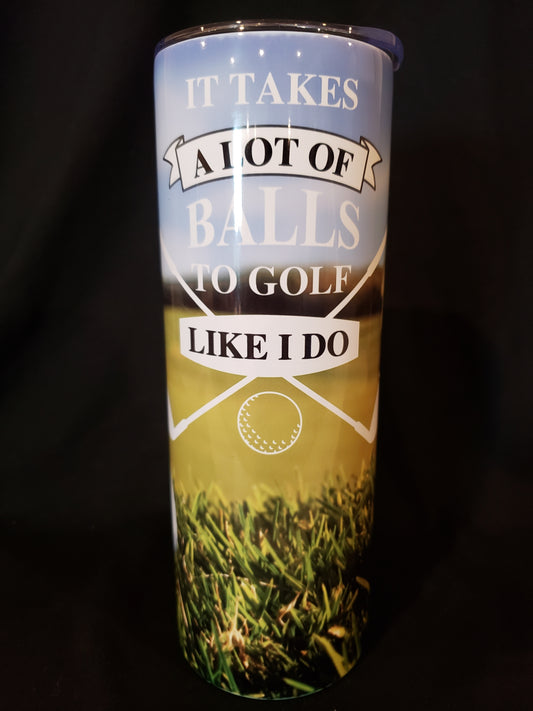 IT TAKES
A LOT OF
BALLS
TO GOLF
LIKE I DO